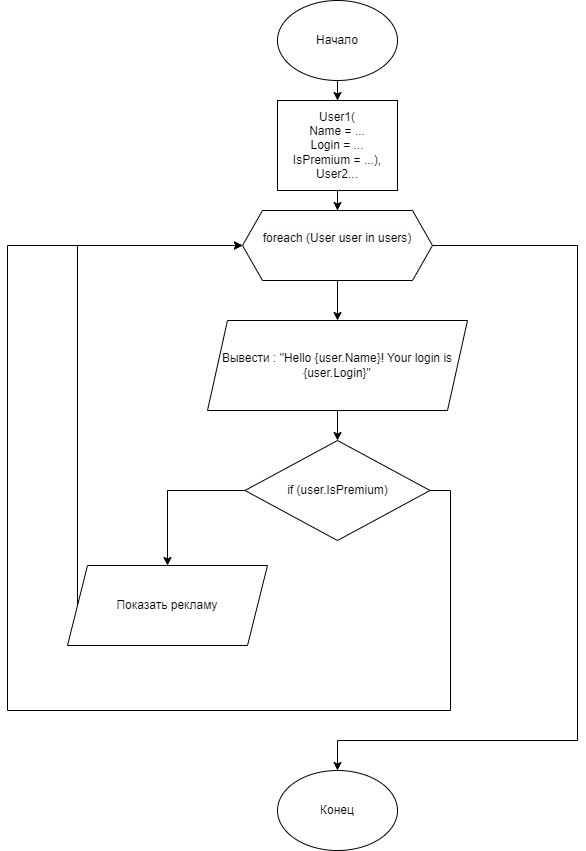 Начало
User1(
Name = ...
Login = ...
IsPremium = ...),
User2...
foreach (User user in users)
Вывести : "Hello {user.Name}! Your login is
{user.Login}"
if (user.IsPremium)
Показать рекламу
Конец